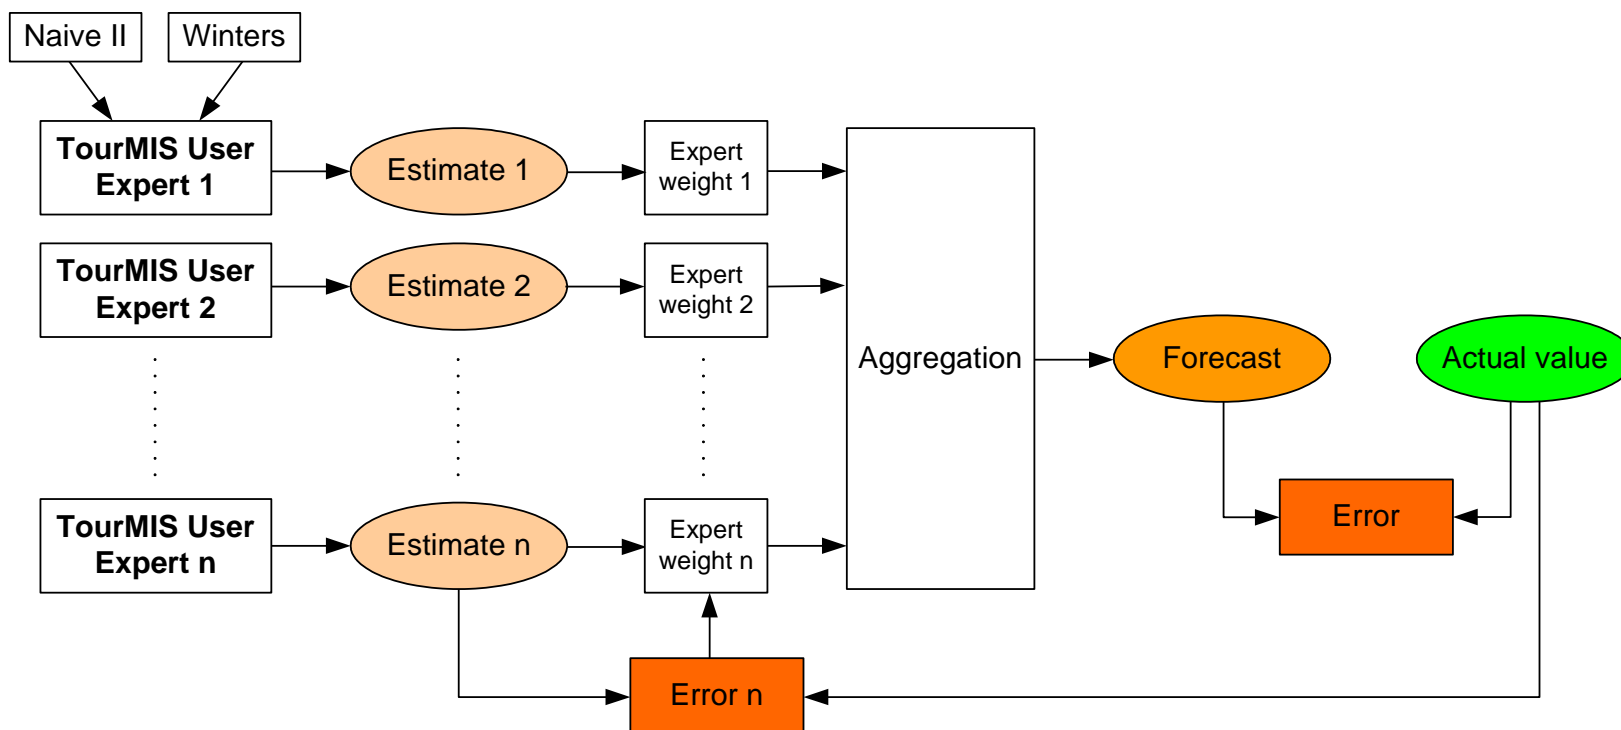 Naive II
Winters
TourMIS User
Expert 1
Estimate 1
Expert
weight 1
TourMIS User
Expert 2
Estimate 2
Expert
weight 2
Aggregation
Forecast
Actual value
Error
TourMIS User
Expert n
Estimate n
Expert
weight n
Error n